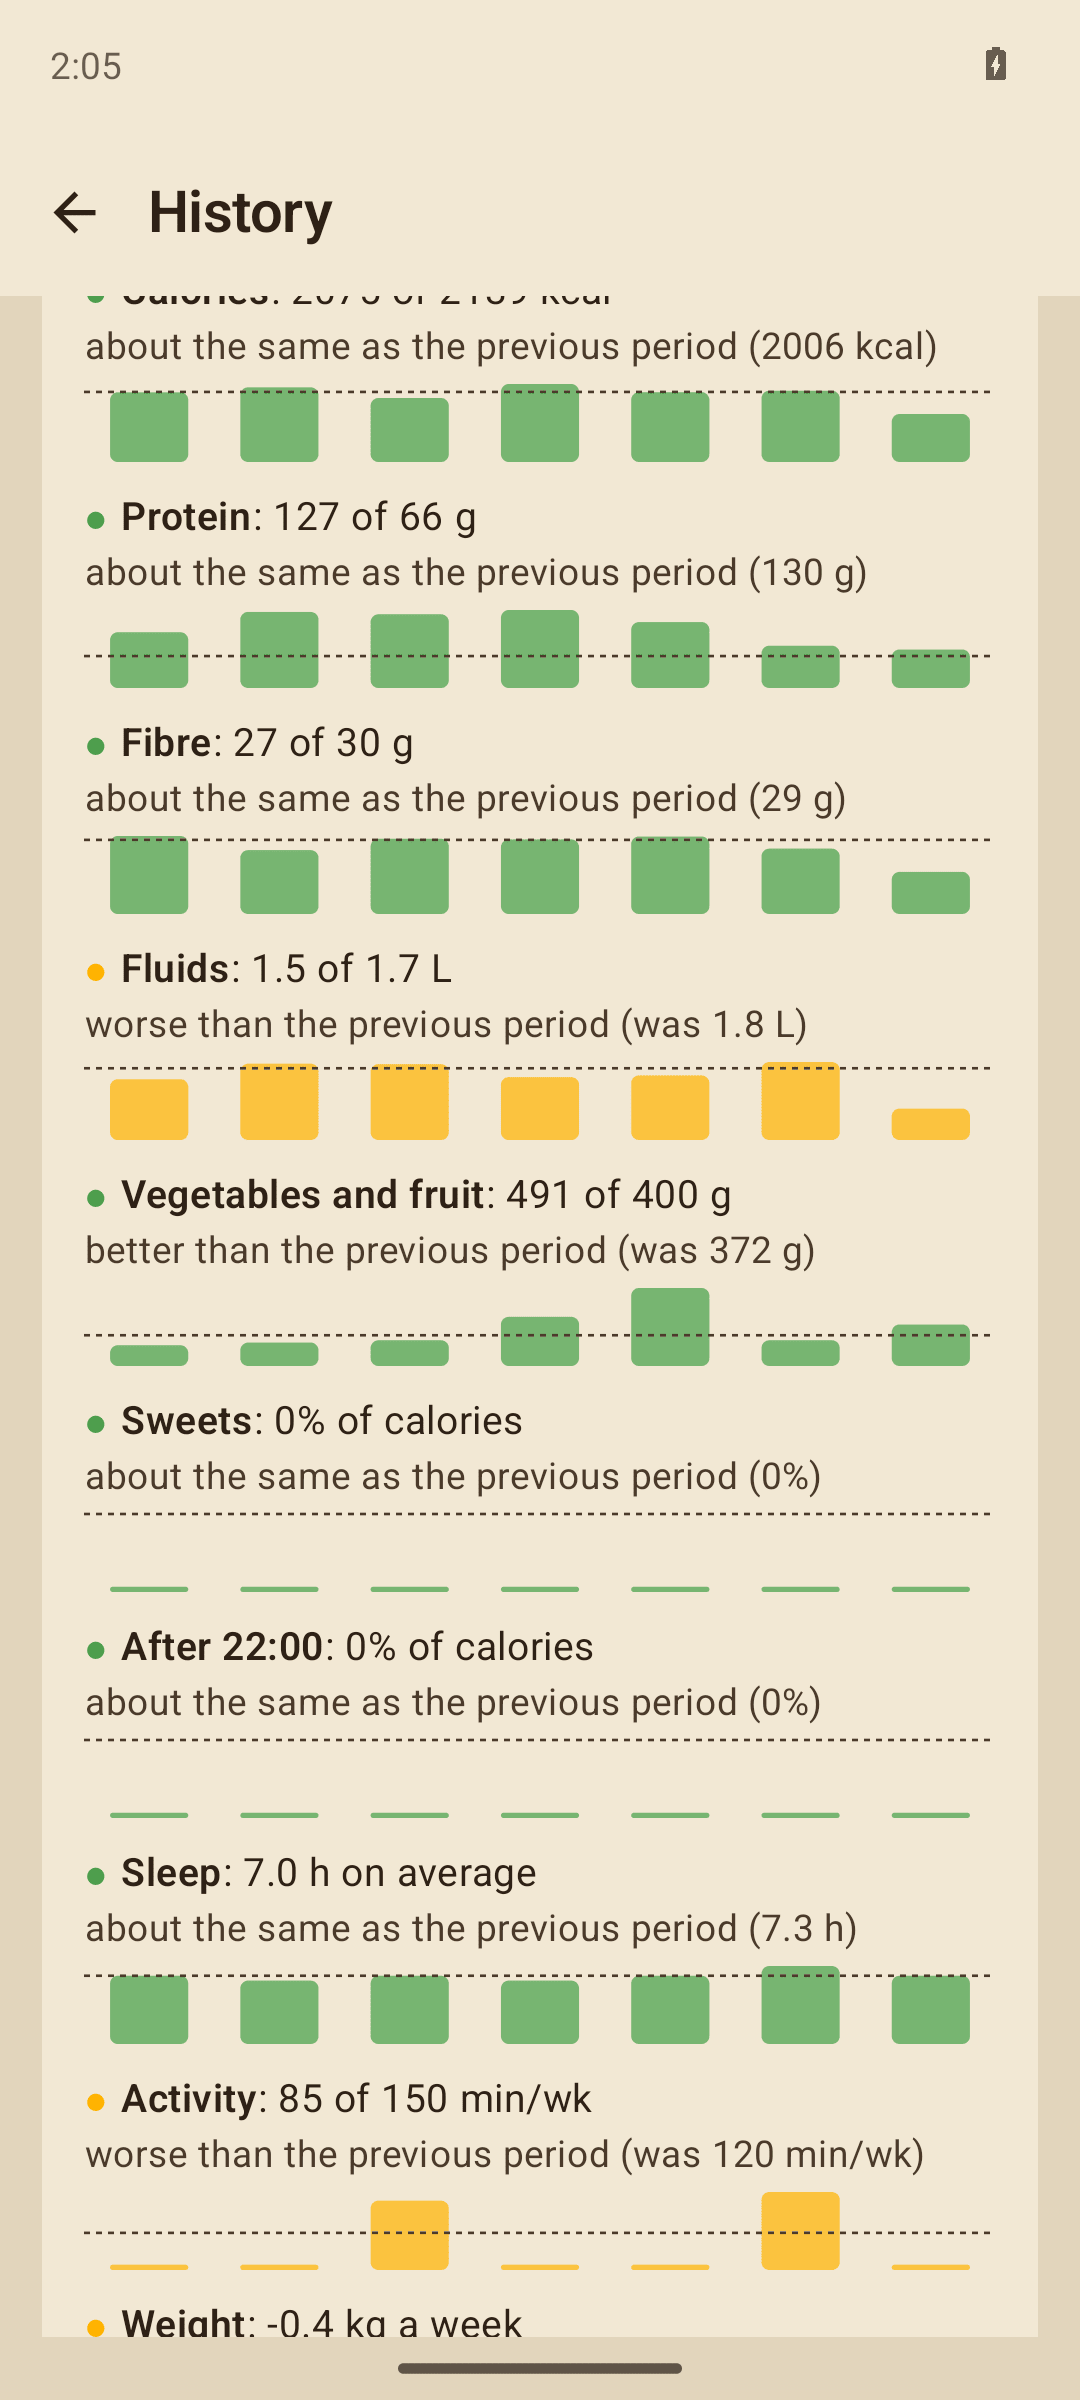 2:05
History
Calories: 2073 of 2139 kcal
about the same as the previous period (2006 kcal)
Protein: 127 of 66 g
about the same as the previous period (130 g)
Fibre: 27 of 30 g
about the same as the previous period (29 g)
Fluids: 1.5 of 1.7 L
worse than the previous period (was 1.8 L)
Vegetables and fruit: 491 of 400 g
better than the previous period (was 372 g)
Sweets: 0% of calories
about the same as the previous period (0%)
After 22:00: 0% of calories
about the same as the previous period (0%)
Sleep: 7.0 h on average
about the same as the previous period (7.3 h)
Activity: 85 of 150 min/wk
worse than the previous period (was 120 min/wk)
Weight: -0.4 kg a week